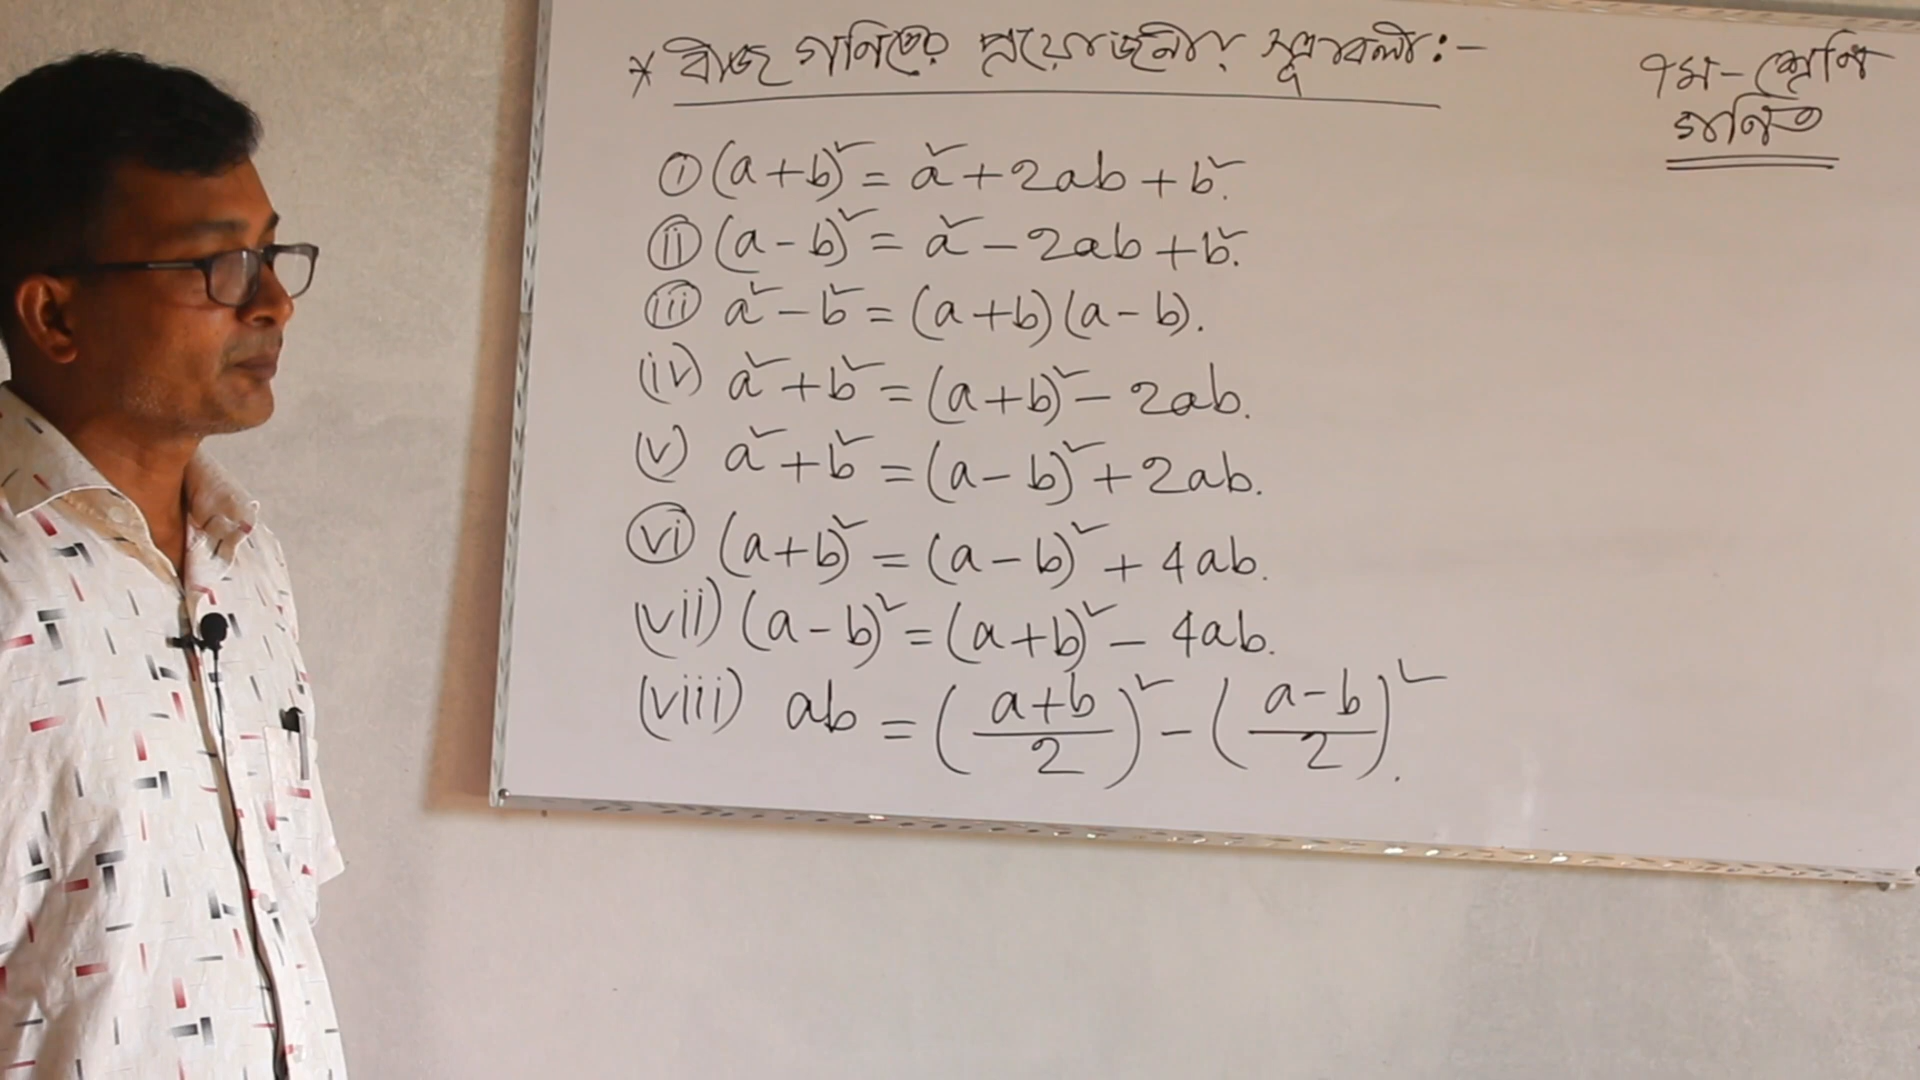 * বীজ গনিতের প্রয়োজনীয় সূত্রাবলী:-
৭ম - শ্রেনি
গনিত
(i) (a+b)² = a² + 2ab + b².
(ii) (a-b)² = a² - 2ab + b².
(iii) a² - b² = (a+b)(a-b).
(iv) a² + b² = (a+b)² - 2ab.
(v) a² + b² = (a-b)² + 2ab.
(vi) (a+b)² = (a-b)² + 4ab.
(vii) (a-b)² = (a+b)² - 4ab.
(viii) ab = ((a+b)/2)² - ((a-b)/2)².